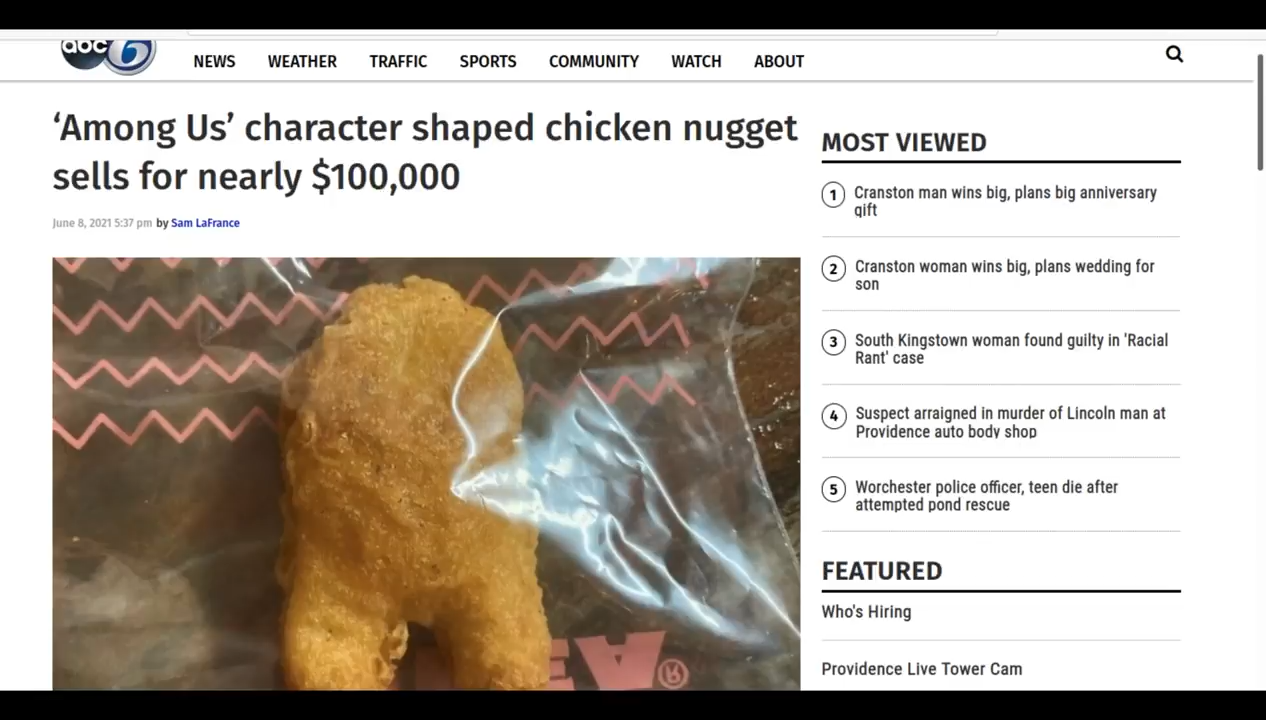 abc 6
NEWS WEATHER TRAFFIC SPORTS COMMUNITY WATCH ABOUT
‘Among Us’ character shaped chicken nugget
sells for nearly $100,000
June 8, 2021 5:37 pm by Sam LaFrance
MOST VIEWED
1 Cranston man wins big, plans big anniversary
gift
2 Cranston woman wins big, plans wedding for
son
3 South Kingstown woman found guilty in 'Racial
Rant' case
4 Suspect arraigned in murder of Lincoln man at
Providence auto body shop
5 Worchester police officer, teen die after
attempted pond rescue
FEATURED
Who's Hiring
Providence Live Tower Cam